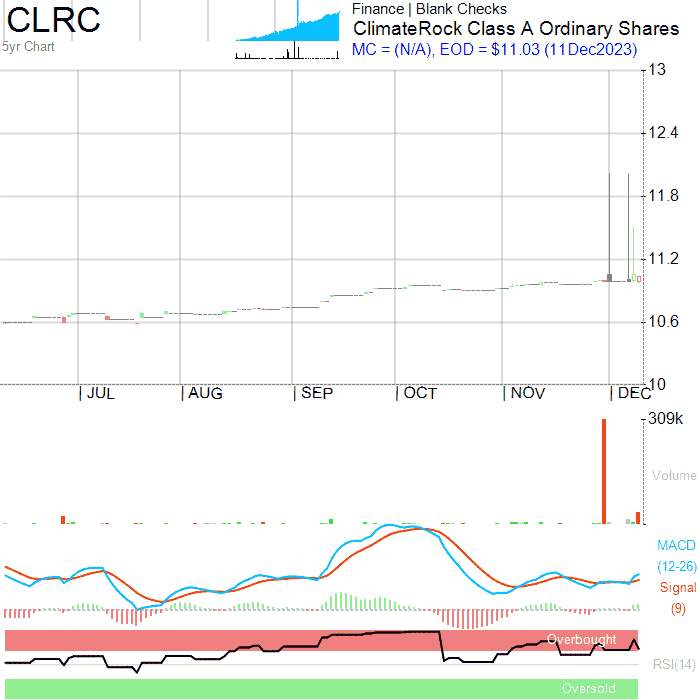 CLRC
5yr Chart
Finance | Blank Checks
ClimateRock Class A Ordinary Shares
MC = (N/A), EOD = $11.03 (11Dec2023)
13
12.4
11.8
11.2
10.6
10
| JUL | AUG | SEP | OCT | NOV | DEC
309k
Volume
MACD
(12-26)
Signal
(9)
Overbought
RSI(14)
Oversold